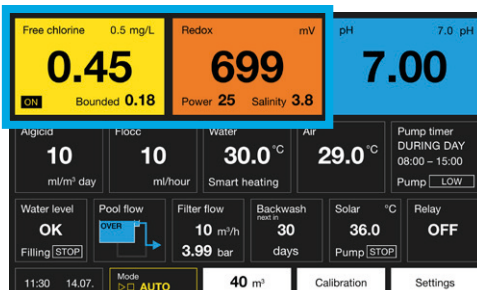 Free chlorine 0.5 mg/L
0.45
ON Bounded 0.18
Redox mV
699
Power 25 Salinity 3.8
pH 7.0 pH
7.00
Algicid
10
ml/m³ day
Flocc
10
ml/hour
Water
30.0 °C
Smart heating
Air
29.0 °C
Pump timer
DURING DAY
08:00 – 15:00
Pump LOW
Water level
OK
Filling STOP
Pool flow
OVER
Filter flow
10 m³/h
3.99 bar
Backwash
next in
30
days
Solar °C
36.0
Pump STOP
Relay
OFF
11:30 14.07.
Mode
AUTO
40 m³
Calibration
Settings